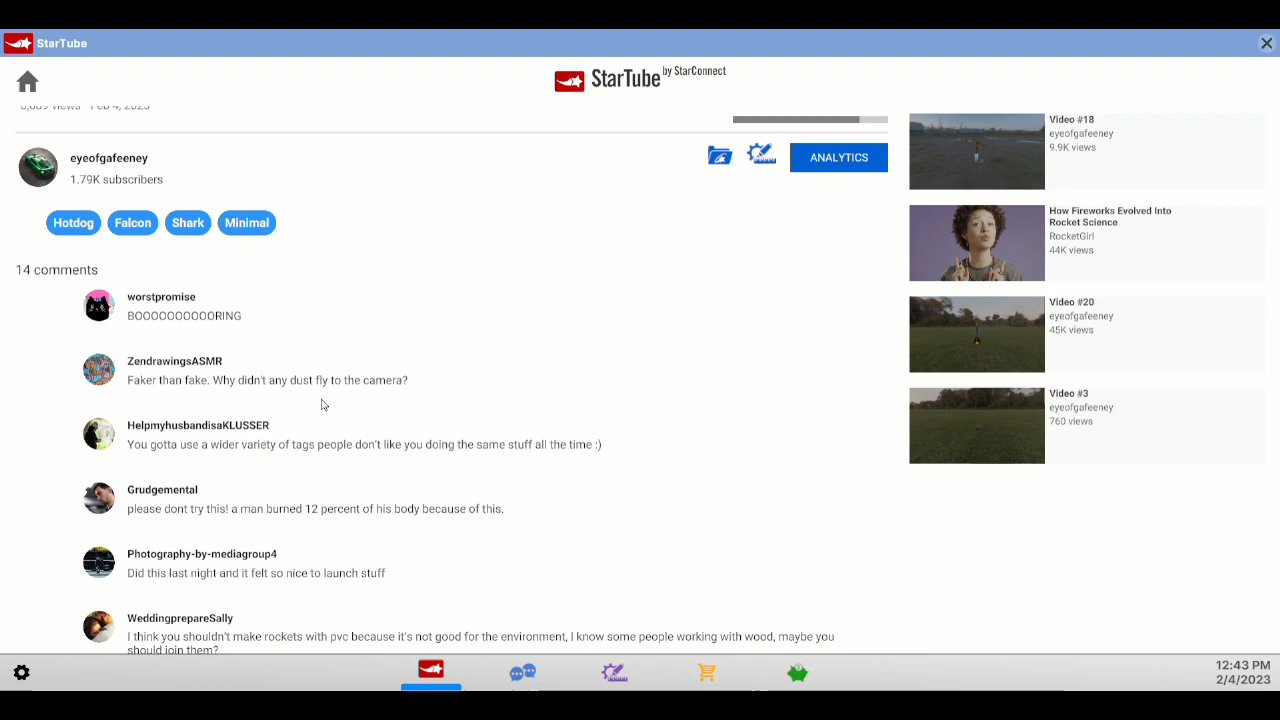 StarTube
StarTube by StarConnect
views Feb 4, 2023
eyeofgafeeney
1.79K subscribers
ANALYTICS
Hotdog Falcon Shark Minimal
14 comments
worstpromise
BOOOOOOOOOORING
ZendrawingsASMR
Faker than fake. Why didn't any dust fly to the camera?
HelpmyhusbandisaKLUSSER
You gotta use a wider variety of tags people don't like you doing the same stuff all the time :)
Grudgemental
please dont try this! a man burned 12 percent of his body because of this.
Photography-by-mediagroup4
Did this last night and it felt so nice to launch stuff
WeddingprepareSally
I think you shouldn't make rockets with pvc because it's not good for the environment, I know some people working with wood, maybe you
should join them?
Video #18
eyeofgafeeney
9.9K views
How Fireworks Evolved Into
Rocket Science
RocketGirl
44K views
Video #20
eyeofgafeeney
45K views
Video #3
eyeofgafeeney
760 views
12:43 PM
2/4/2023